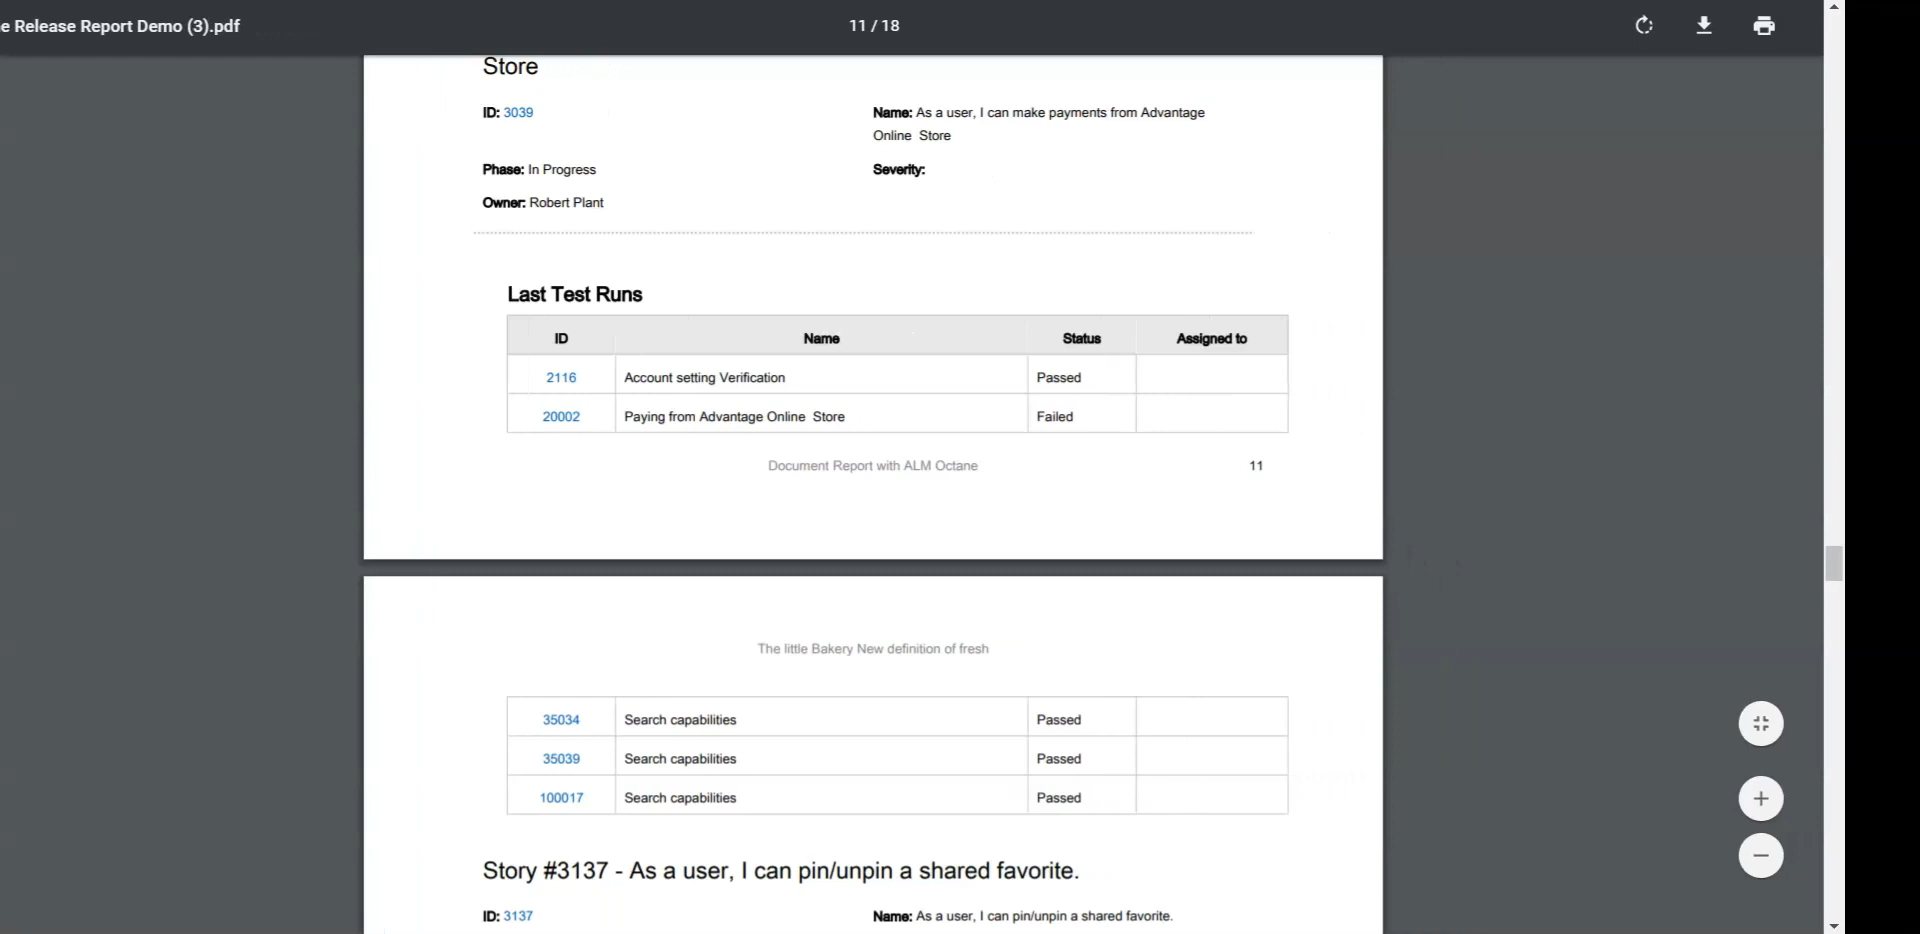 e Release Report Demo (3).pdf
11 / 18
Store
ID: 3039
Name: As a user, I can make payments from Advantage
Online Store
Phase: In Progress
Severity:
Owner: Robert Plant
Last Test Runs
ID Name Status Assigned to
2116 Account setting Verification Passed
20002 Paying from Advantage Online Store Failed
Document Report with ALM Octane
11
The little Bakery New definition of fresh
35034 Search capabilities Passed
35039 Search capabilities Passed
100017 Search capabilities Passed
Story #3137 - As a user, I can pin/unpin a shared favorite.
ID: 3137
Name: As a user, I can pin/unpin a shared favorite.